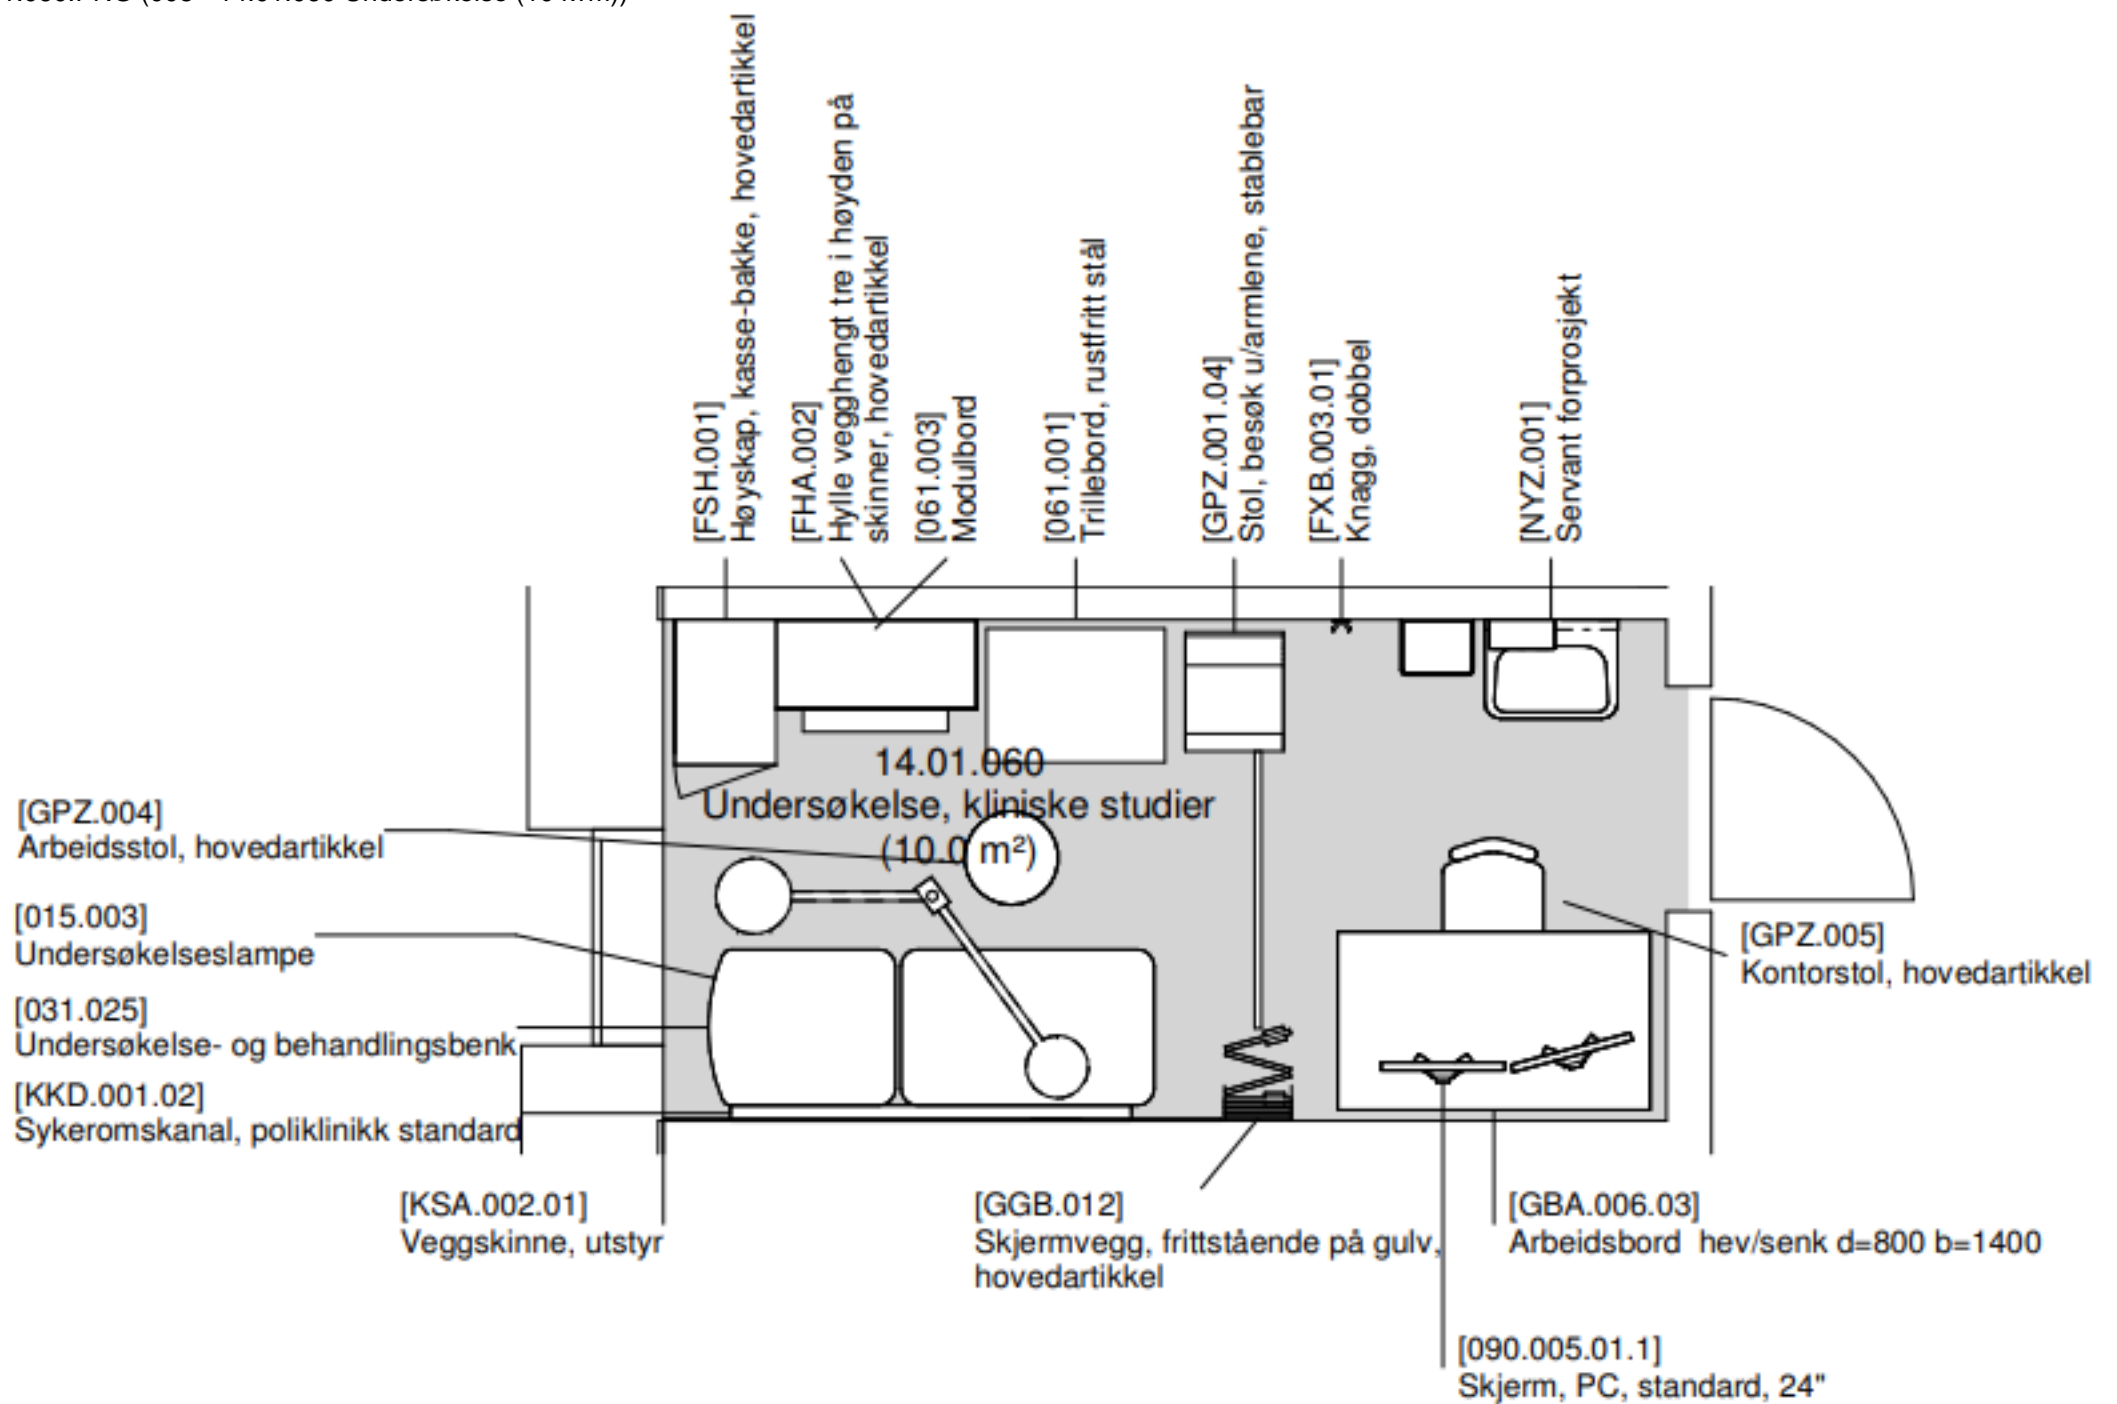 [FSH.001]
Høyskap, kasse-bakke, hovedartikkel
[FHA.002]
Hylle vegghengt tre i høyden på
skinner, hovedartikkel
[061.003]
Modulbord
[061.001]
Trillebord, rustfritt stål
[GPZ.001.04]
Stol, besøk u/armlene, stablebar
[FXB.003.01]
Knagg, dobbel
[NYZ.001]
Servant forprosjekt
14.01.060
Undersøkelse, kliniske studier
(10.0 m²)
[GPZ.004]
Arbeidsstol, hovedartikkel
[015.003]
Undersøkelseslampe
[031.025]
Undersøkelse- og behandlingsbenk
[KKD.001.02]
Sykeromskanal, poliklinikk standard
[GPZ.005]
Kontorstol, hovedartikkel
[KSA.002.01]
Veggskinne, utstyr
[GGB.012]
Skjermvegg, frittstående på gulv,
hovedartikkel
[GBA.006.03]
Arbeidsbord hev/senk d=800 b=1400
[090.005.01.1]
Skjerm, PC, standard, 24"